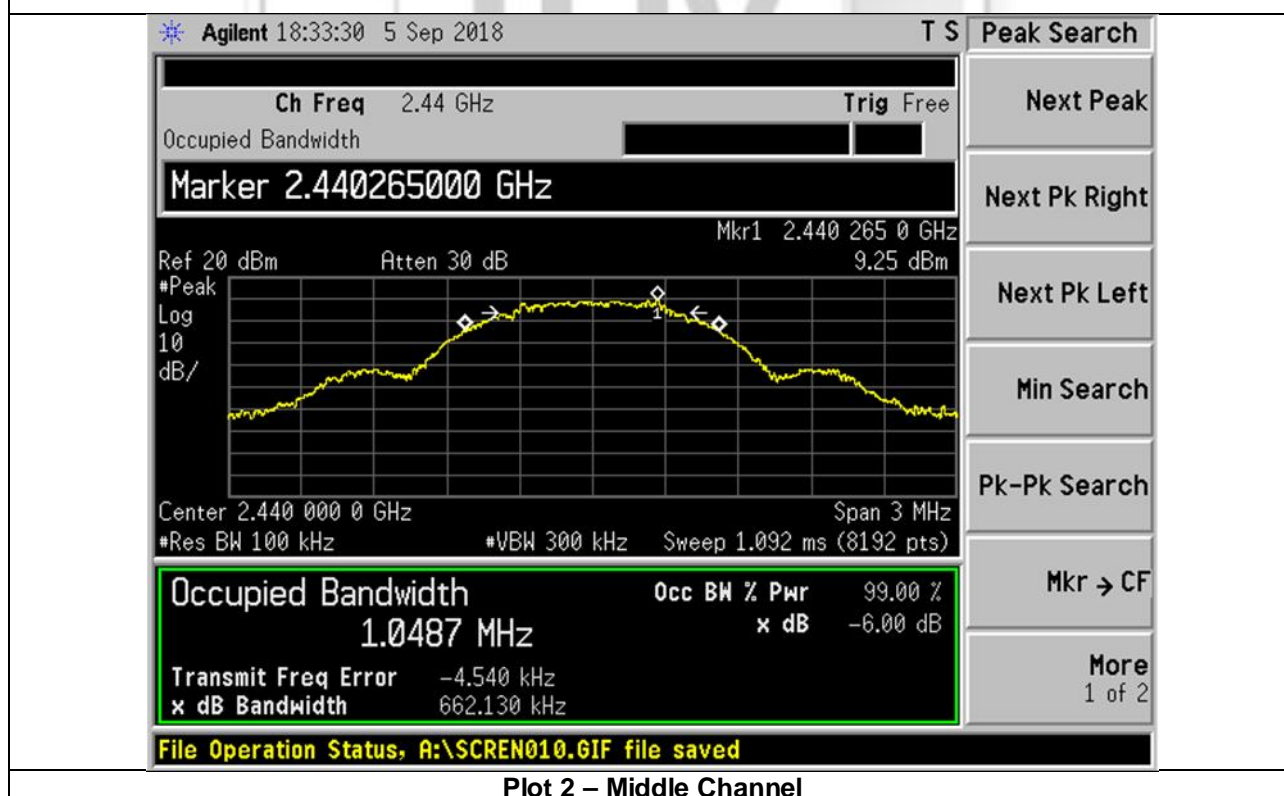 Agilent 18:33:30 5 Sep 2018 T S Peak Search
Ch Freq 2.44 GHz Trig Free
Occupied Bandwidth
Next Peak
Marker 2.440265000 GHz
Next Pk Right
Mkr1 2.440 265 0 GHz
Ref 20 dBm Atten 30 dB 9.25 dBm
#Peak
Log
10
dB/
1
Next Pk Left
Min Search
Pk-Pk Search
Center 2.440 000 0 GHz Span 3 MHz
#Res BW 100 kHz #VBW 300 kHz Sweep 1.092 ms (8192 pts)
Occupied Bandwidth Occ BW % Pwr 99.00 %
1.0487 MHz x dB -6.00 dB
Mkr → CF
Transmit Freq Error -4.540 kHz
x dB Bandwidth 662.130 kHz
More
1 of 2
File Operation Status, A:\SCREN010.GIF file saved
Plot 2 – Middle Channel